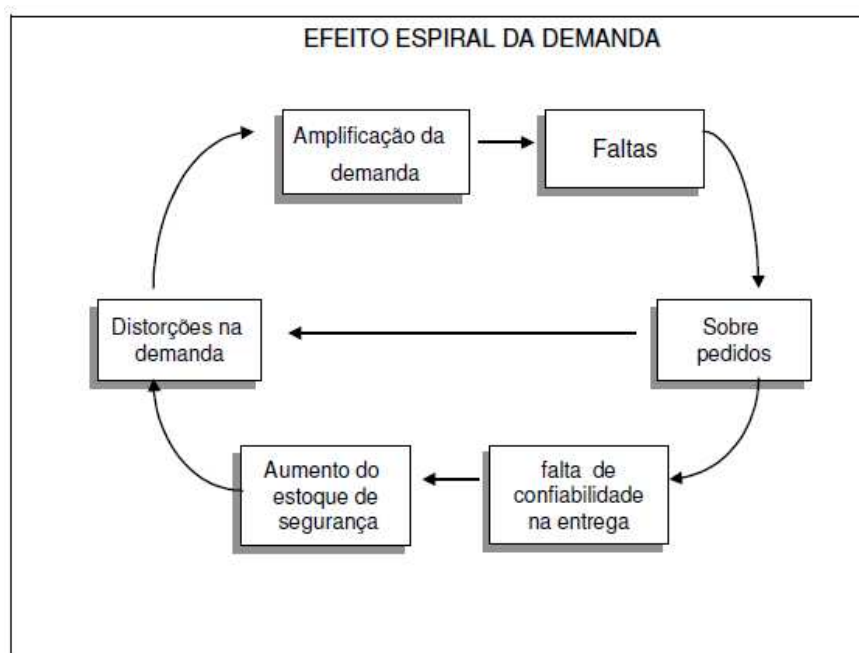 EFEITO ESPIRAL DA DEMANDA
Amplificação da
demanda
Faltas
Distorções na
demanda
Sobre
pedidos
Aumento do
estoque de
segurança
falta de
confiabilidade
na entrega